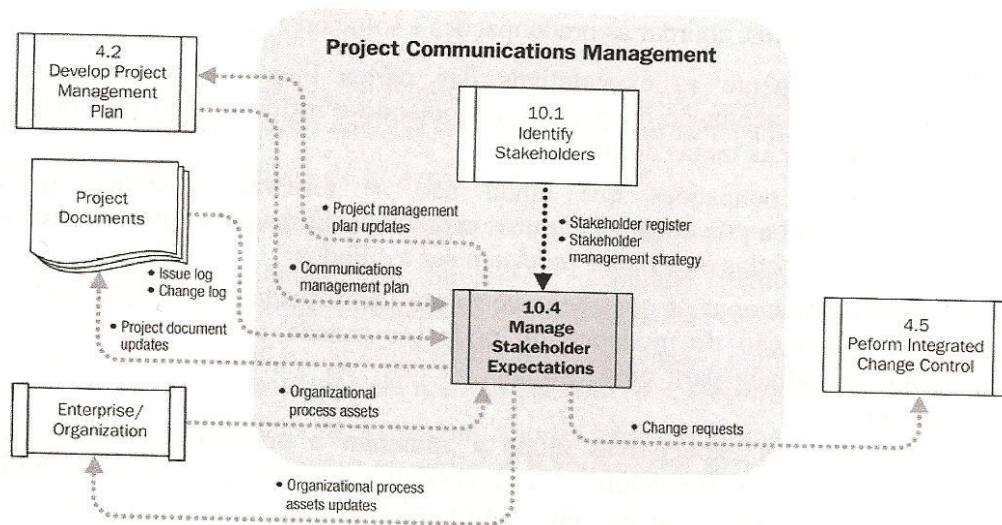 Project Communications Management
4.2
Develop Project
Management
Plan
10.1
Identify
Stakeholders
Project
Documents
• Project management
plan updates
• Stakeholder register
• Stakeholder
management strategy
• Issue log
• Change log
• Communications
management plan
10.4
Manage
Stakeholder
Expectations
4.5
Peform Integrated
Change Control
• Project document
updates
Enterprise/
Organization
• Organizational
process assets
• Change requests
• Organizational process
assets updates